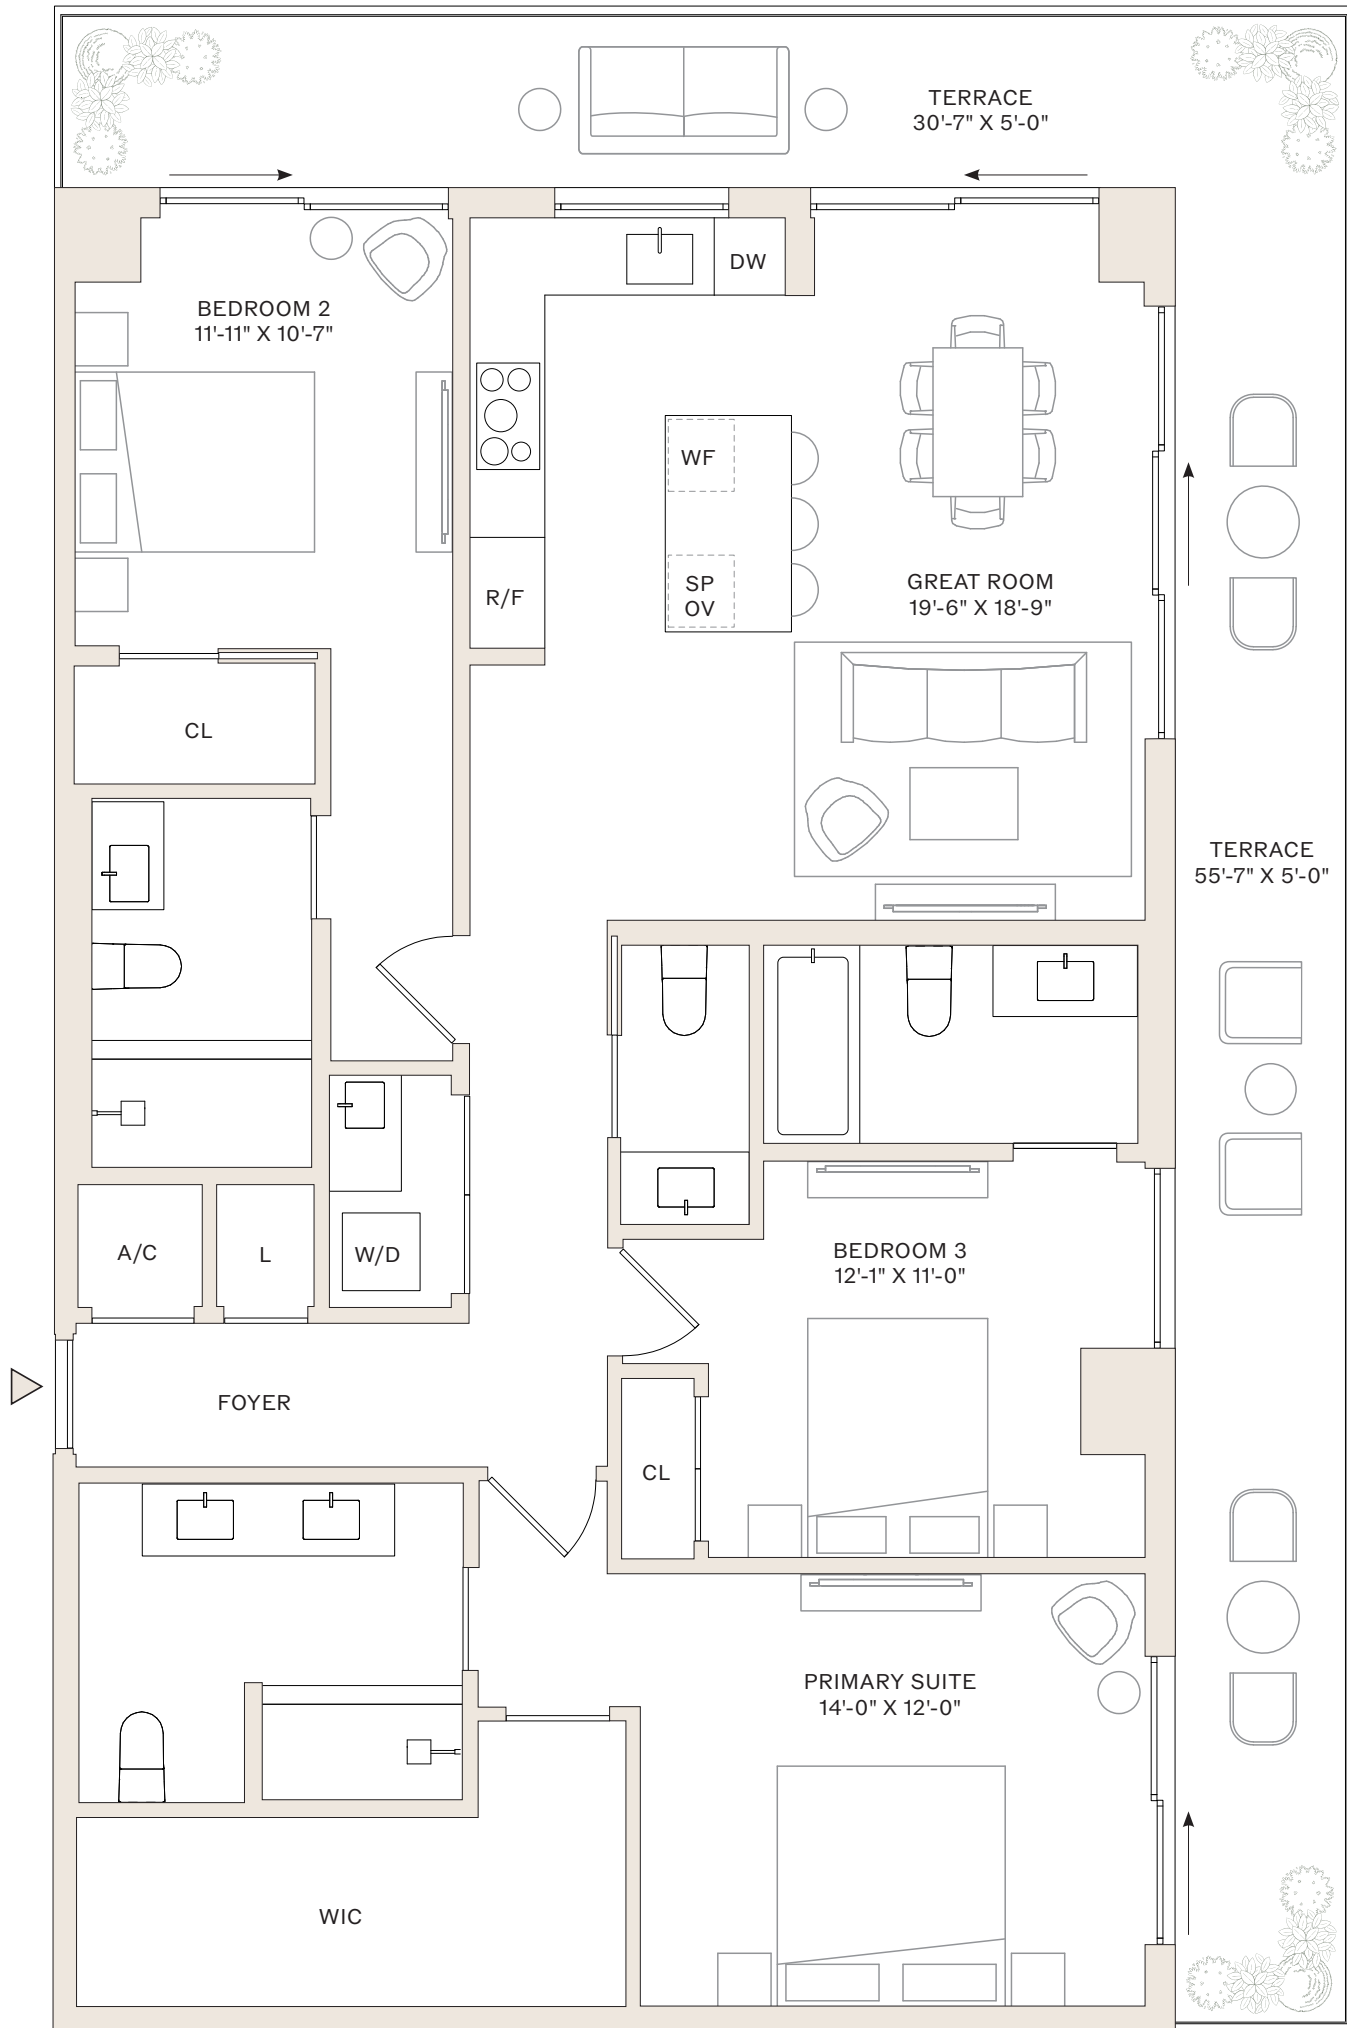 TERRACE
30'-7" X 5'-0"
DW
BEDROOM 2
11'-11" X 10'-7"
WF
SP
OV
R/F
GREAT ROOM
19'-6" X 18'-9"
CL
TERRACE
55'-7" X 5'-0"
A/C
L
W/D
BEDROOM 3
12'-1" X 11'-0"
FOYER
CL
PRIMARY SUITE
14'-0" X 12'-0"
WIC